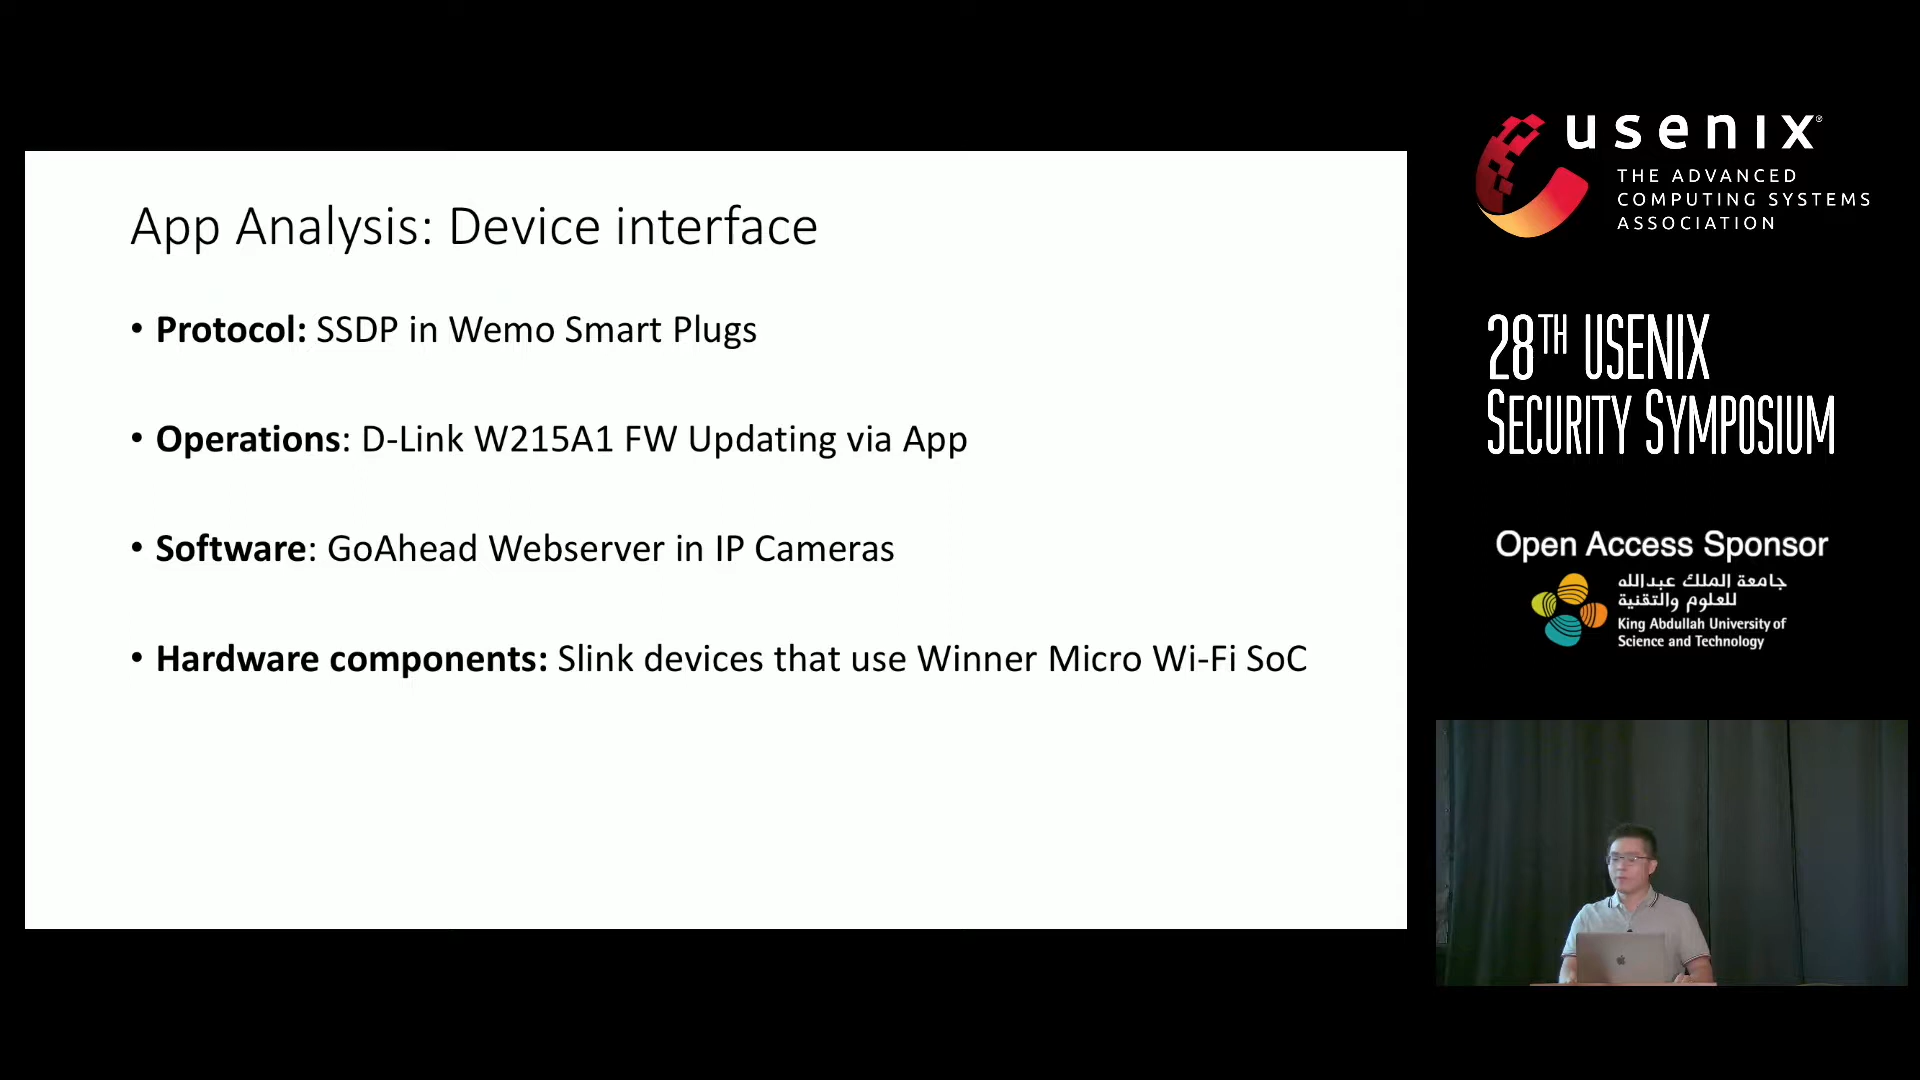 App Analysis: Device interface
• Protocol: SSDP in Wemo Smart Plugs
• Operations: D-Link W215A1 FW Updating via App
• Software: GoAhead Webserver in IP Cameras
• Hardware components: Slink devices that use Winner Micro Wi-Fi SoC
usenix®
THE ADVANCED
COMPUTING SYSTEMS
ASSOCIATION
28TH USENIX
SECURITY SYMPOSIUM
Open Access Sponsor
جامعة الملك عبدالله
للعلوم والتقنية
King Abdullah University of
Science and Technology